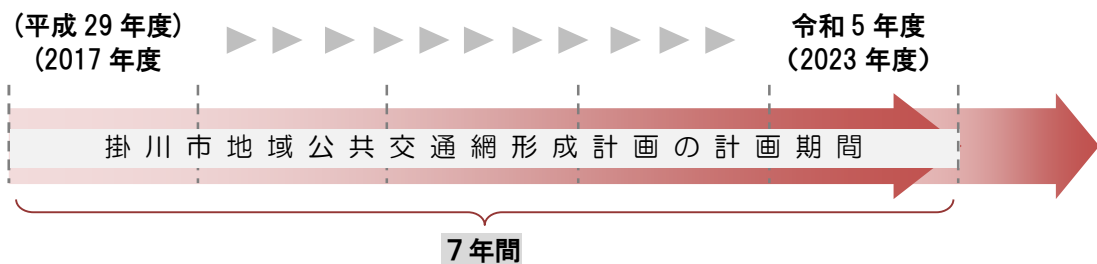 (平成 29 年度)
(2017 年度
令和 5 年度
（2023 年度）
掛川市地域公共交通網形成計画の計画期間
７年間